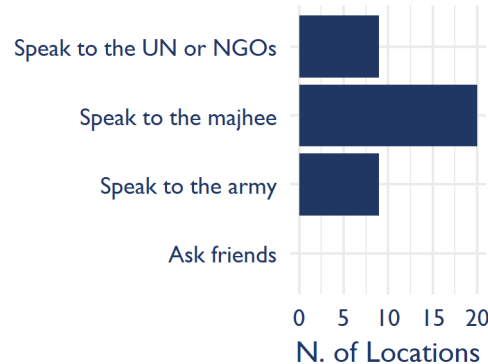 Speak to the UN or NGOs
Speak to the majhee
Speak to the army
Ask friends
0 5 10 15 20
N. of Locations